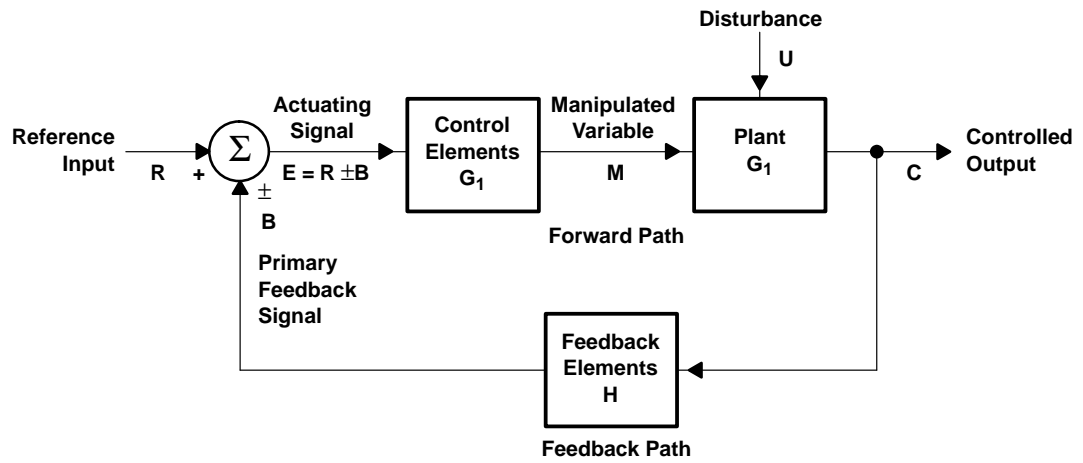 Disturbance
U
Reference
Input
R
+
Σ
±
B
Actuating
Signal
E = R ±B
Control
Elements
G₁
Manipulated
Variable
M
Plant
G₁
C
Controlled
Output
Forward Path
Primary
Feedback
Signal
Feedback
Elements
H
Feedback Path